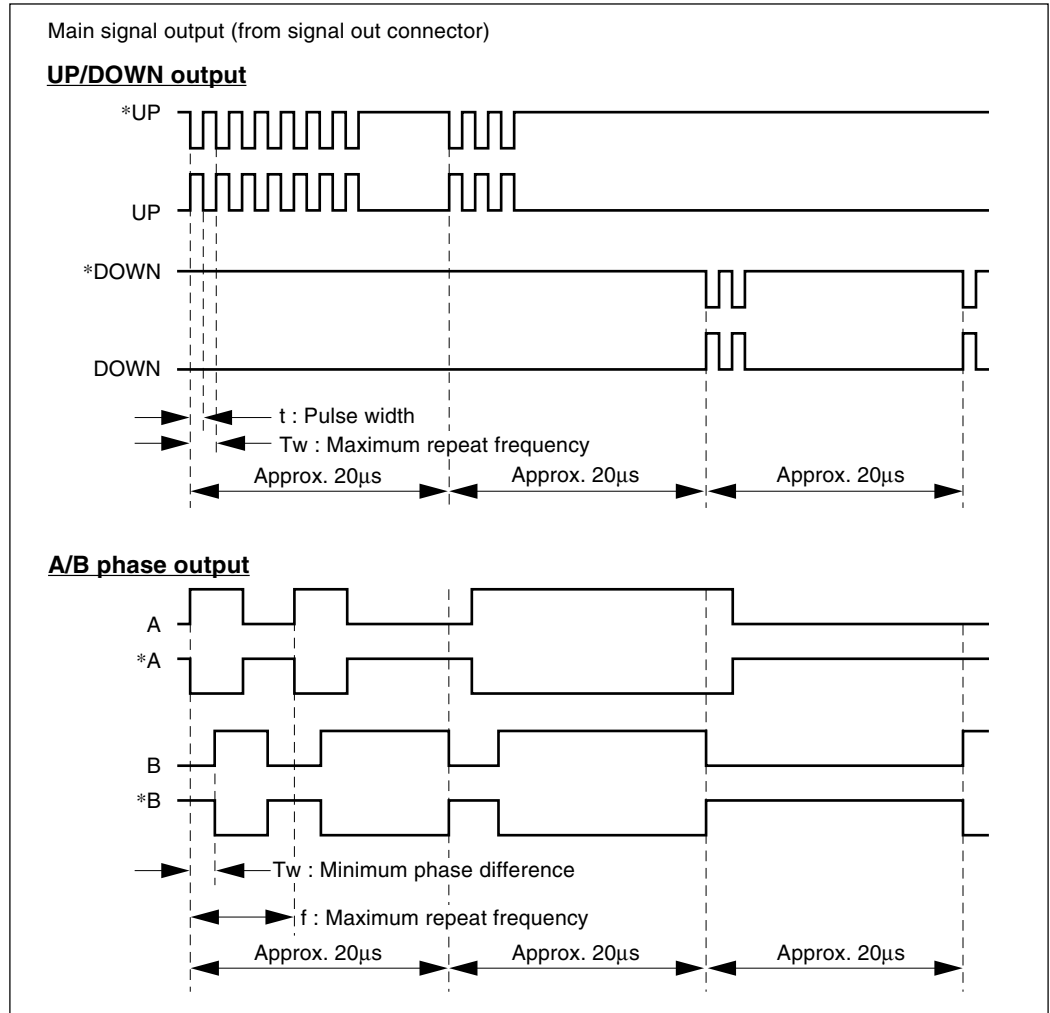 Main signal output (from signal out connector)
UP/DOWN output
*UP
UP
*DOWN
DOWN
t : Pulse width
Tw : Maximum repeat frequency
Approx. 20μs Approx. 20μs Approx. 20μs
A/B phase output
A
*A
B
*B
Tw : Minimum phase difference
f : Maximum repeat frequency
Approx. 20μs Approx. 20μs Approx. 20μs